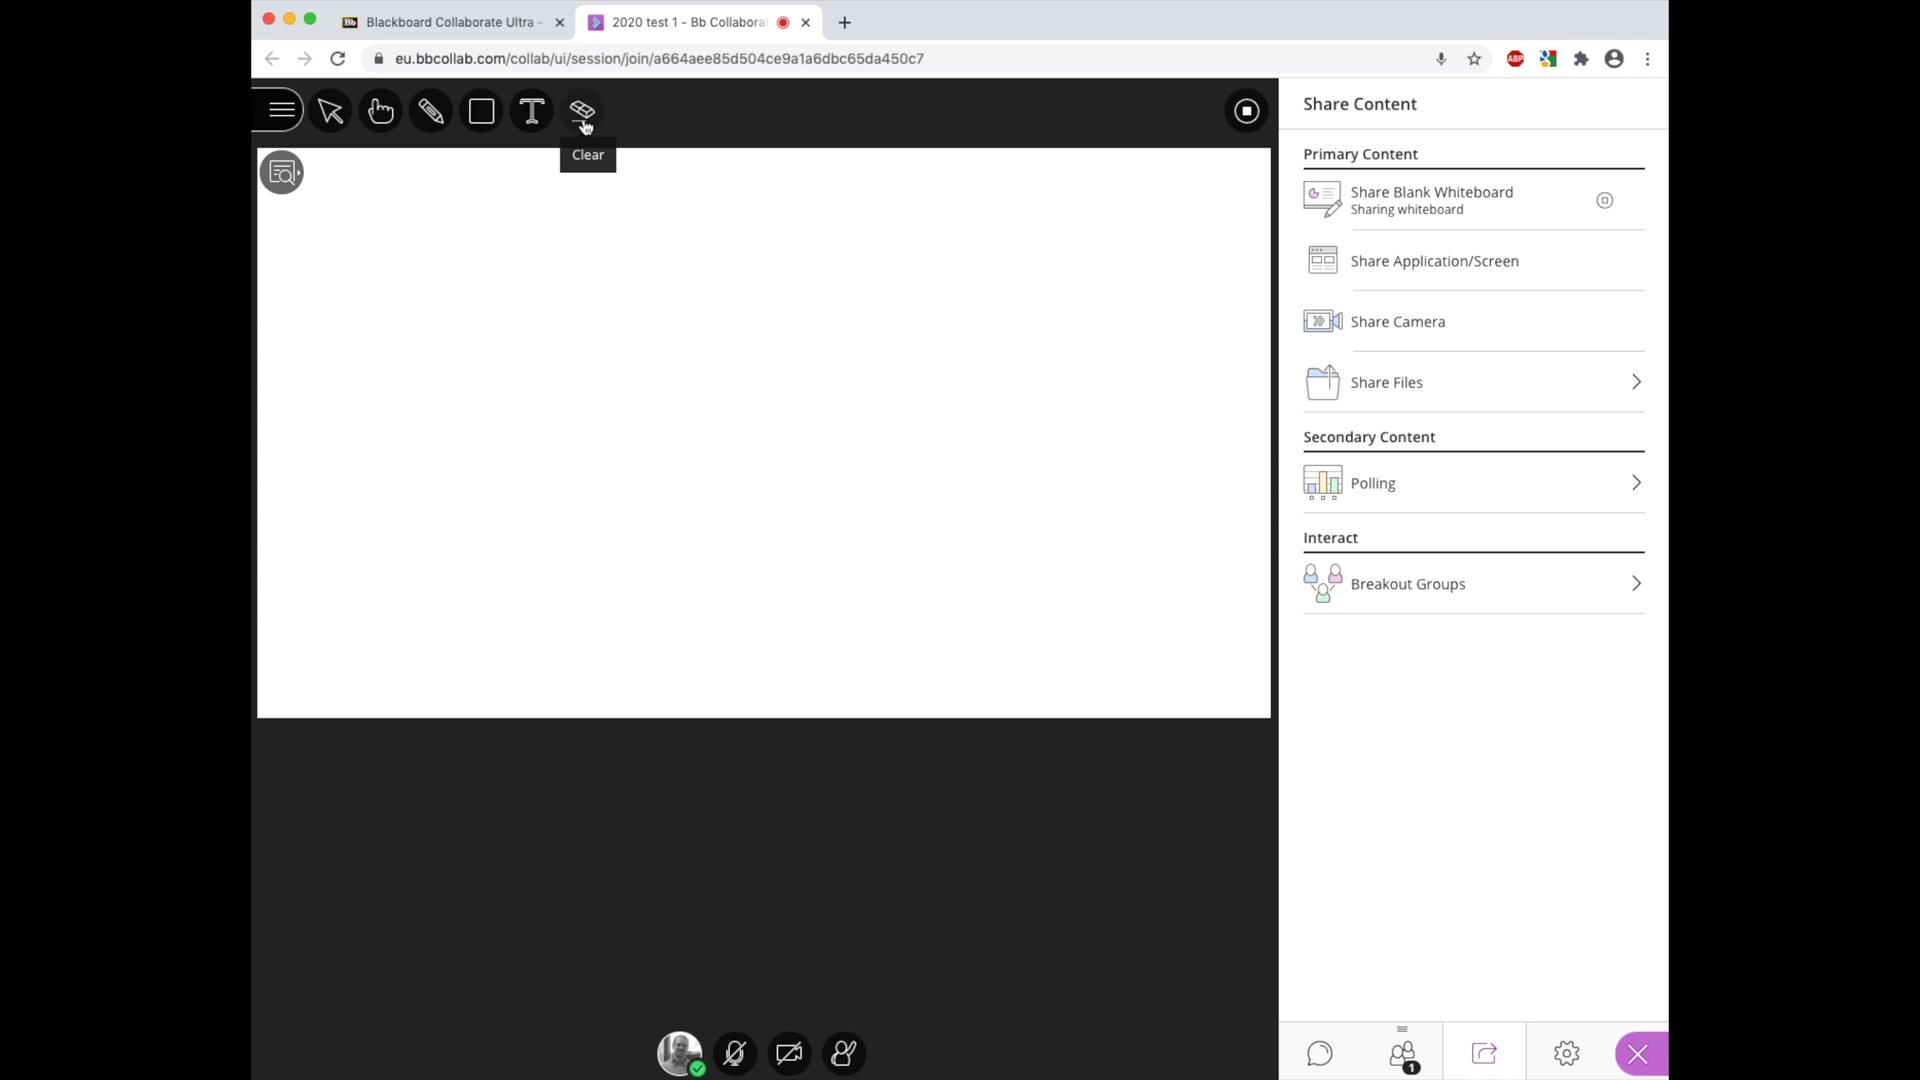 Blackboard Collaborate Ultra -
2020 test 1 - Bb Collabora
eu.bbcollab.com/collab/ui/session/join/a664aee85d504ce9a1a6dbc65da450c7
ABP
Clear
Share Content
Primary Content
Share Blank Whiteboard
Sharing whiteboard
Share Application/Screen
Share Camera
Share Files
Secondary Content
Polling
Interact
Breakout Groups
1